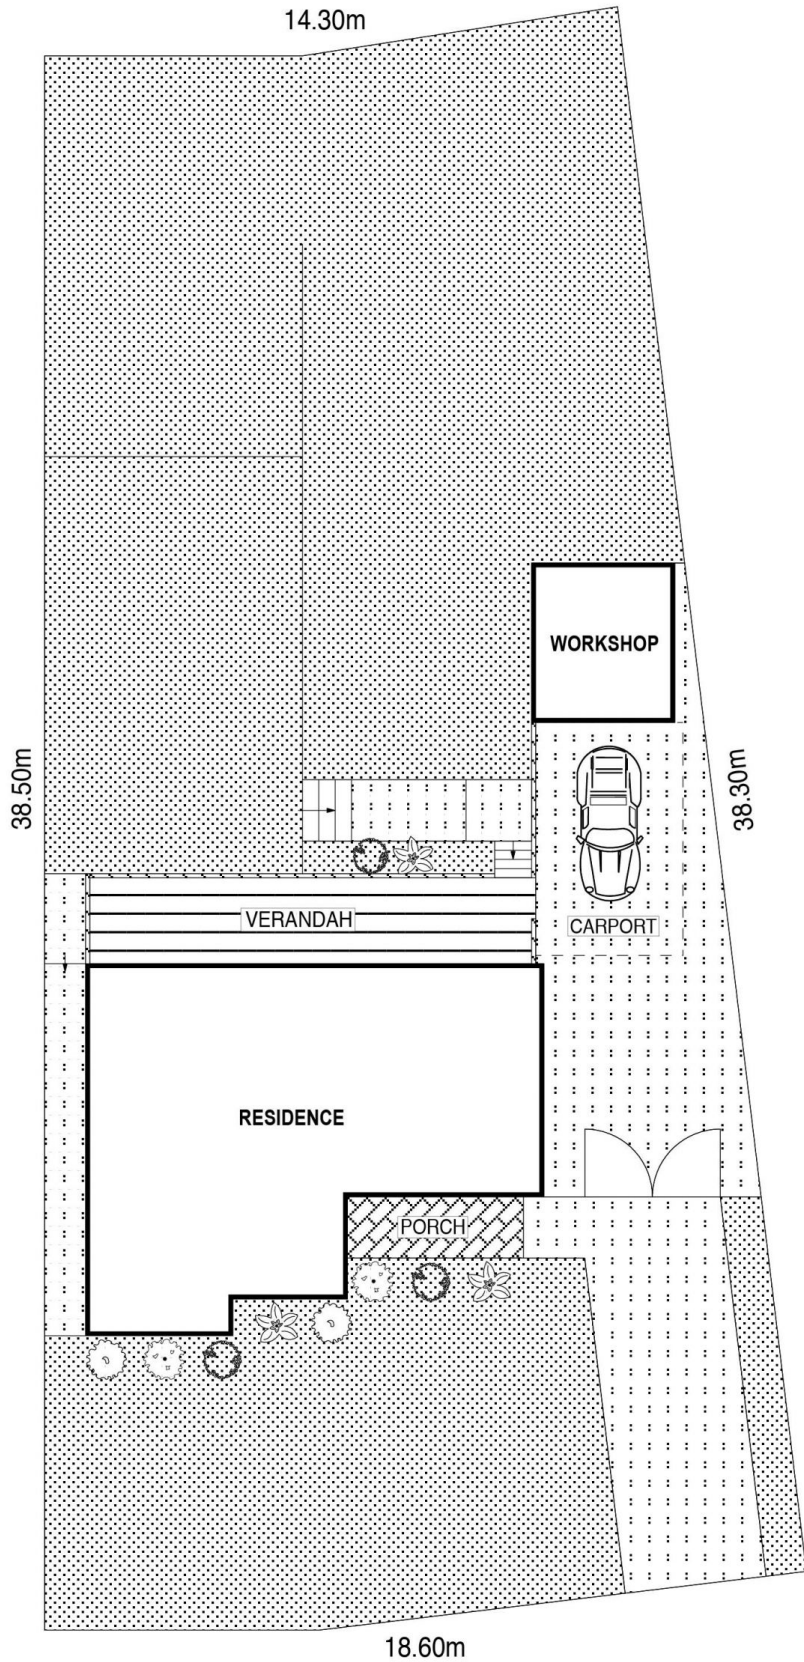 14.30m
WORKSHOP
38.50m
38.30m
VERANDAH
CARPORT
RESIDENCE
PORCH
18.60m